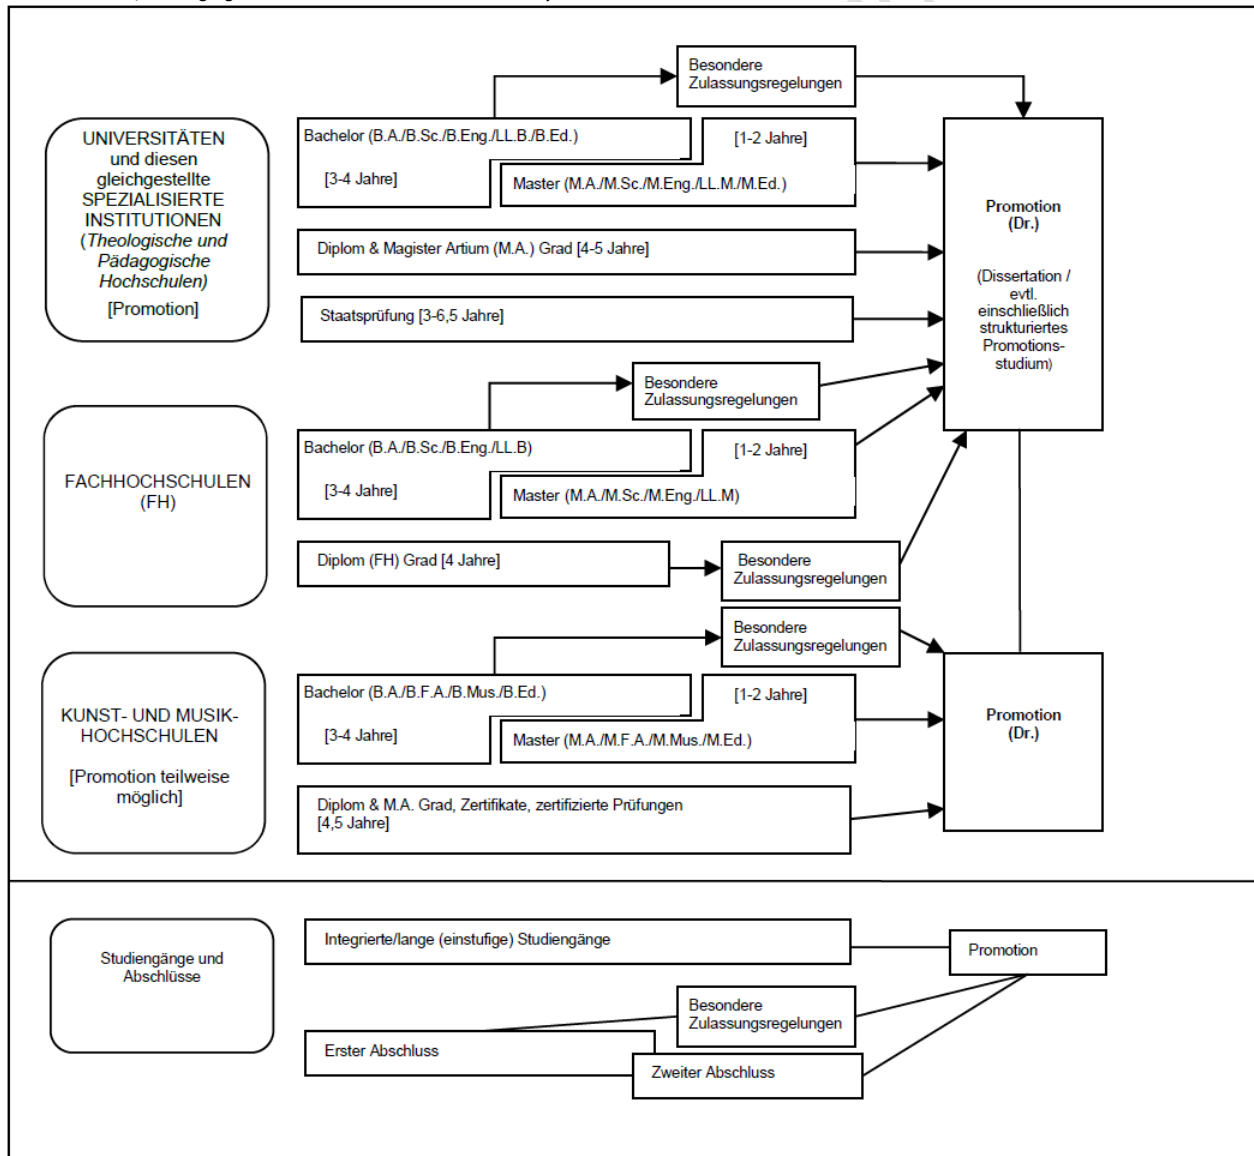 Besondere
Zulassungsregelungen
UNIVERSITÄTEN
und diesen
gleichgestellte
SPEZIALISIERTE
INSTITUTIONEN
(Theologische und
Pädagogische
Hochschulen)
[Promotion]
Bachelor (B.A./B.Sc./B.Eng./LL.B./B.Ed.)
[3-4 Jahre]
[1-2 Jahre]
Master (M.A./M.Sc./M.Eng./LL.M./M.Ed.)
Diplom & Magister Artium (M.A.) Grad [4-5 Jahre]
Staatsprüfung [3-6,5 Jahre]
Promotion
(Dr.)
(Dissertation /
evtl.
einschließlich
strukturiertes
Promotions-
studium)
Besondere
Zulassungsregelungen
FACHHOCHSCHULEN
(FH)
Bachelor (B.A./B.Sc./B.Eng./LL.B)
[3-4 Jahre]
[1-2 Jahre]
Master (M.A./M.Sc./M.Eng./LL.M)
Diplom (FH) Grad [4 Jahre]
Besondere
Zulassungsregelungen
Besondere
Zulassungsregelungen
KUNST- UND MUSIK-
HOCHSCHULEN
[Promotion teilweise
möglich]
Bachelor (B.A./B.F.A./B.Mus./B.Ed.)
[3-4 Jahre]
[1-2 Jahre]
Master (M.A./M.F.A./M.Mus./M.Ed.)
Diplom & M.A. Grad, Zertifikate, zertifizierte Prüfungen
[4,5 Jahre]
Promotion
(Dr.)
Studiengänge und
Abschlüsse
Integrierte/lange (einstufige) Studiengänge
Promotion
Besondere
Zulassungsregelungen
Erster Abschluss
Zweiter Abschluss